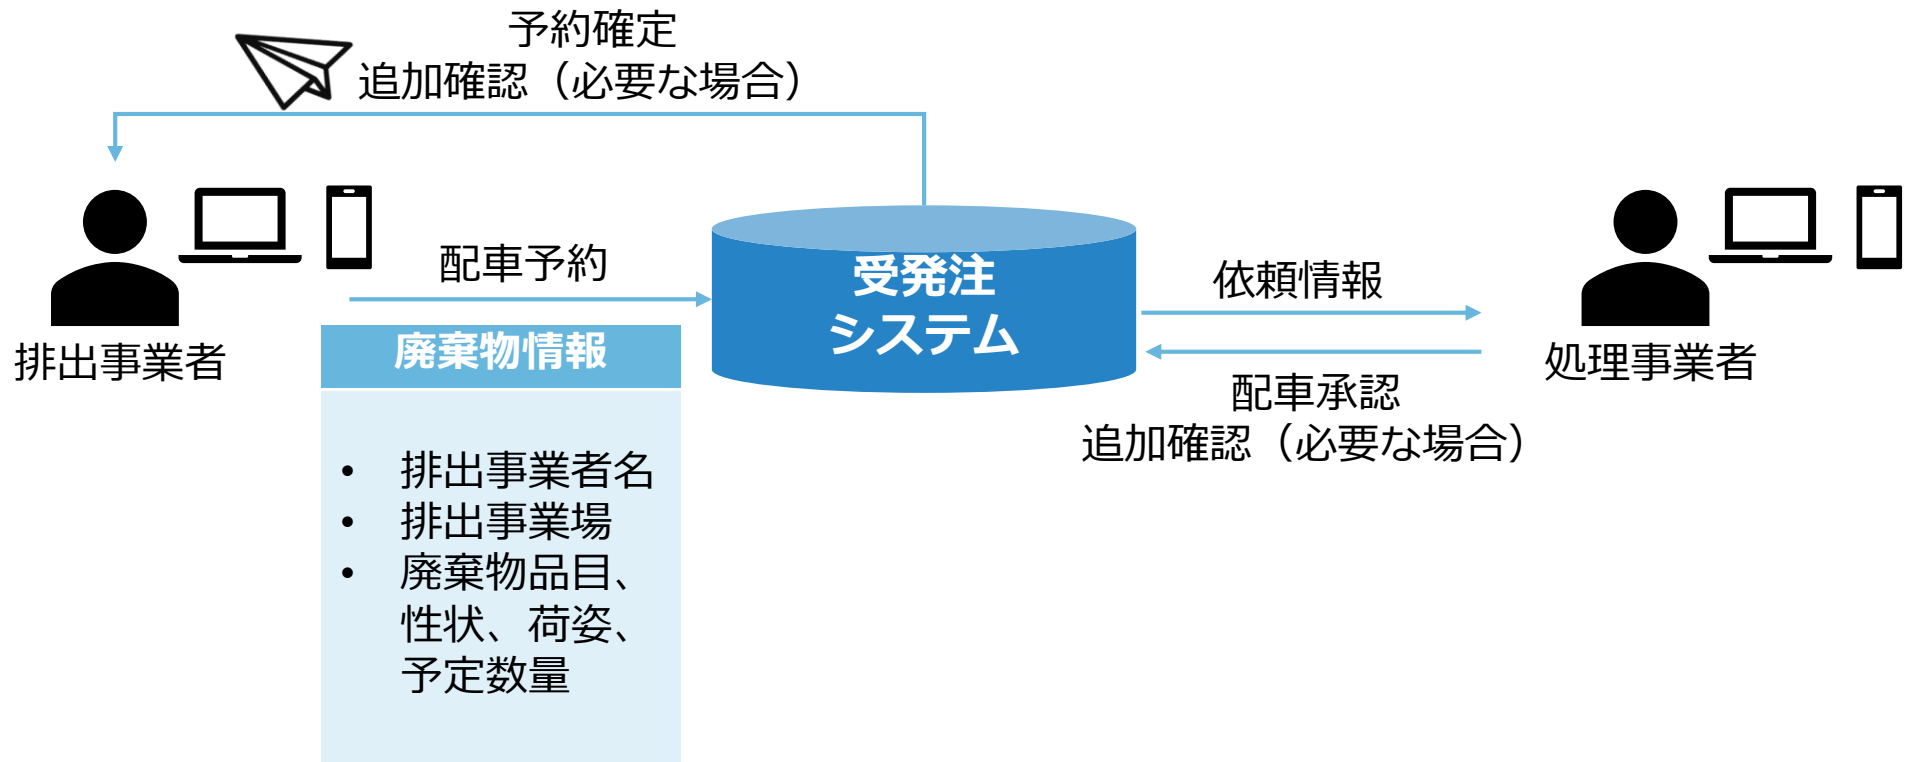 予約確定
追加確認（必要な場合）
配車予約
受発注
システム
依頼情報
排出事業者
廃棄物情報
処理事業者
配車承認
追加確認（必要な場合）
• 排出事業者名
• 排出事業場
• 廃棄物品目、
性状、荷姿、
予定数量